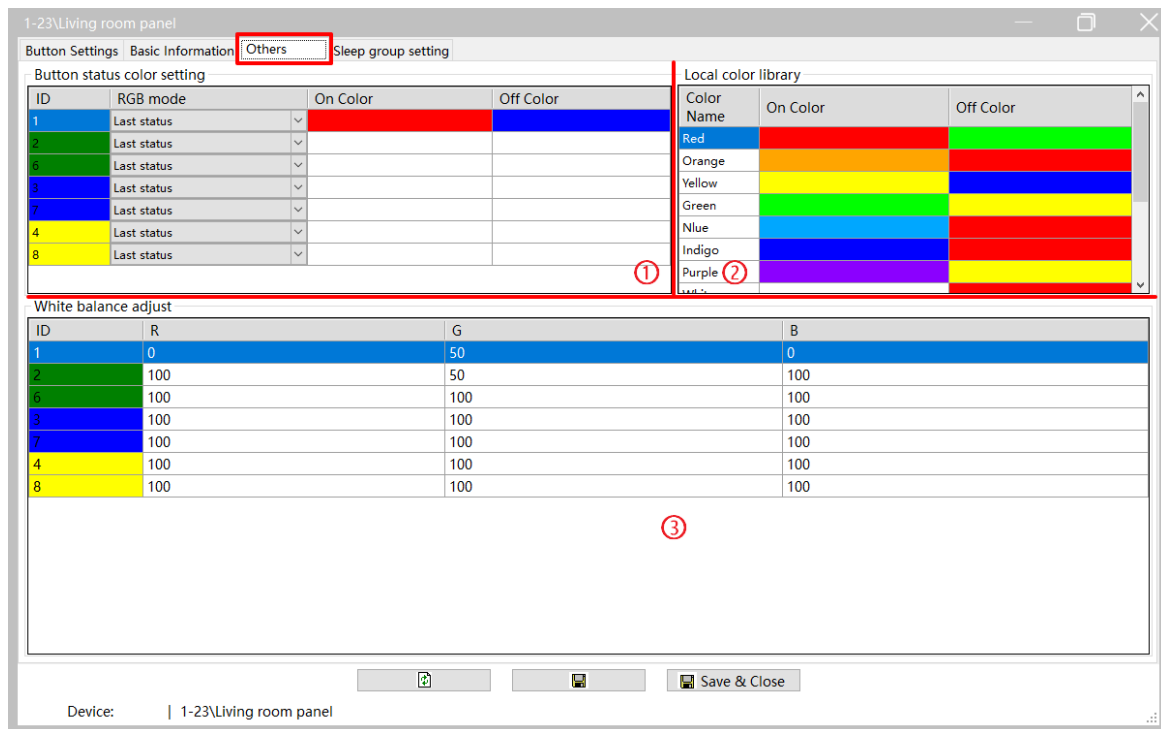 1-23\Living room panel
Button Settings Basic Information Others Sleep group setting
Button status color setting
ID RGB mode On Color Off Color
1 Last status
2 Last status
6 Last status
3 Last status
7 Last status
4 Last status
8 Last status
①
Local color library
Color Name On Color Off Color
Red
Orange
Yellow
Green
Nlue
Indigo
Purple ②
White balance adjust
ID R G B
1 0 50 0
2 100 50 100
6 100 100 100
3 100 100 100
7 100 100 100
4 100 100 100
8 100 100 100
③
Save & Close
Device: | 1-23\Living room panel